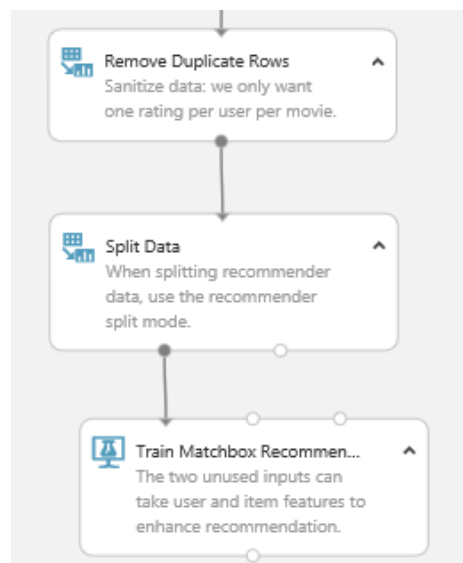 Remove Duplicate Rows
Sanitize data: we only want
one rating per user per movie.
Split Data
When splitting recommender
data, use the recommender
split mode.
Train Matchbox Recommen...
The two unused inputs can
take user and item features to
enhance recommendation.